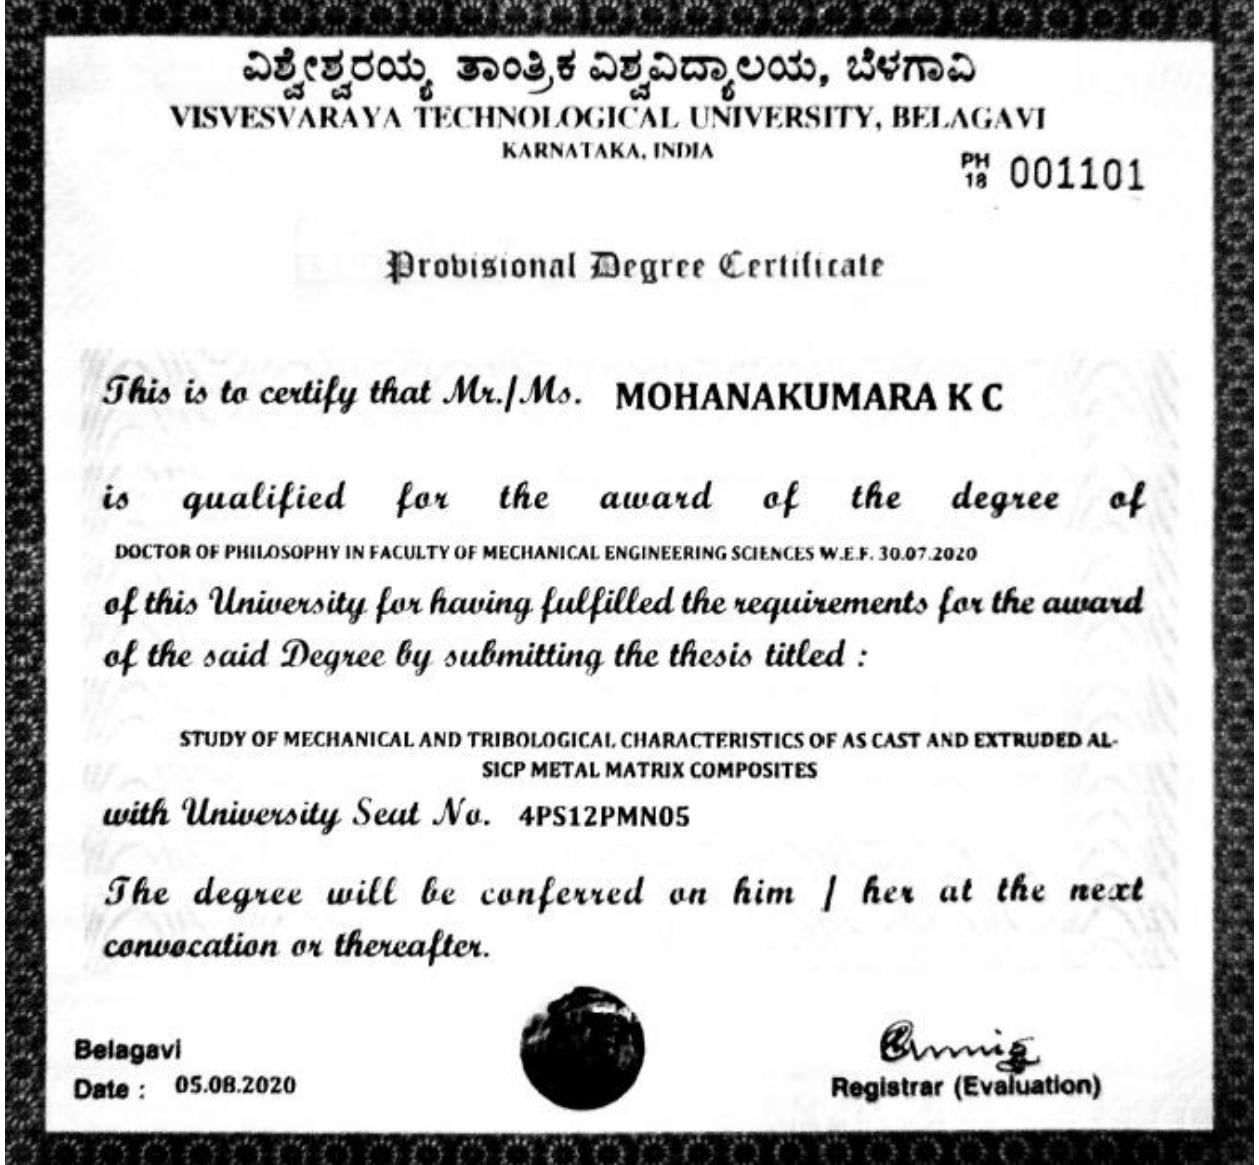 ವಿಶ್ವೇಶ್ವರಯ್ಯ ತಾಂತ್ರಿಕ ವಿಶ್ವವಿದ್ಯಾಲಯ, ಬೆಳಗಾವಿ
VISVESVARAYA TECHNOLOGICAL UNIVERSITY, BELAGAVI
KARNATAKA, INDIA
PH 18 001101
Provisional Degree Certificate
This is to certify that Mr./Ms. MOHANAKUMARA K C
is qualified for the award of the degree of
DOCTOR OF PHILOSOPHY IN FACULTY OF MECHANICAL ENGINEERING SCIENCES W.E.F. 30.07.2020
of this University for having fulfilled the requirements for the award
of the said Degree by submitting the thesis titled :
STUDY OF MECHANICAL AND TRIBOLOGICAL CHARACTERISTICS OF AS CAST AND EXTRUDED AL-
SICP METAL MATRIX COMPOSITES
with University Seat No. 4PS12PMN05
The degree will be conferred on him / her at the next
convocation or thereafter.
Belagavi
Date : 05.08.2020
Registrar (Evaluation)